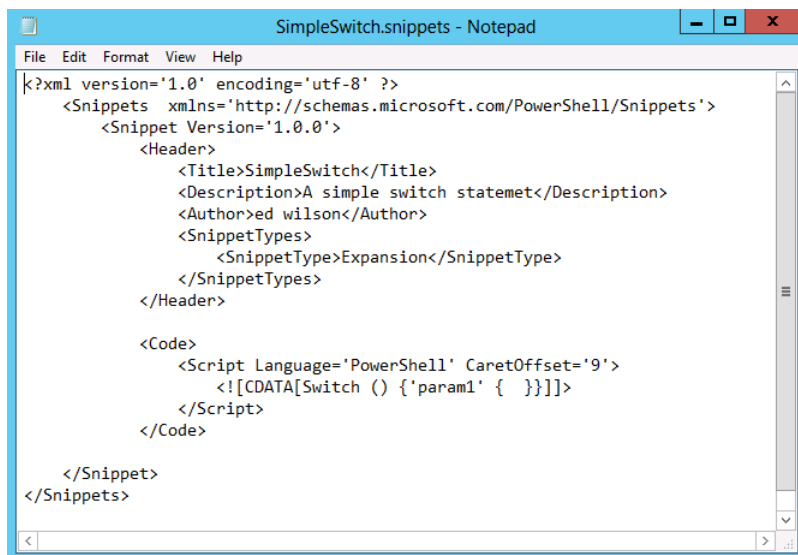 SimpleSwitch.snippets - Notepad
File Edit Format View Help
<?xml version='1.0' encoding='utf-8' ?>
    <Snippets  xmlns='http://schemas.microsoft.com/PowerShell/Snippets'>
        <Snippet Version='1.0.0'>
            <Header>
                <Title>SimpleSwitch</Title>
                <Description>A simple switch statemet</Description>
                <Author>ed wilson</Author>
                <SnippetTypes>
                    <SnippetType>Expansion</SnippetType>
                </SnippetTypes>
            </Header>

            <Code>
                <Script Language='PowerShell' CaretOffset='9'>
                    <![CDATA[Switch () {'param1' {  }}]]>
                </Script>
            </Code>

    </Snippet>
</Snippets>